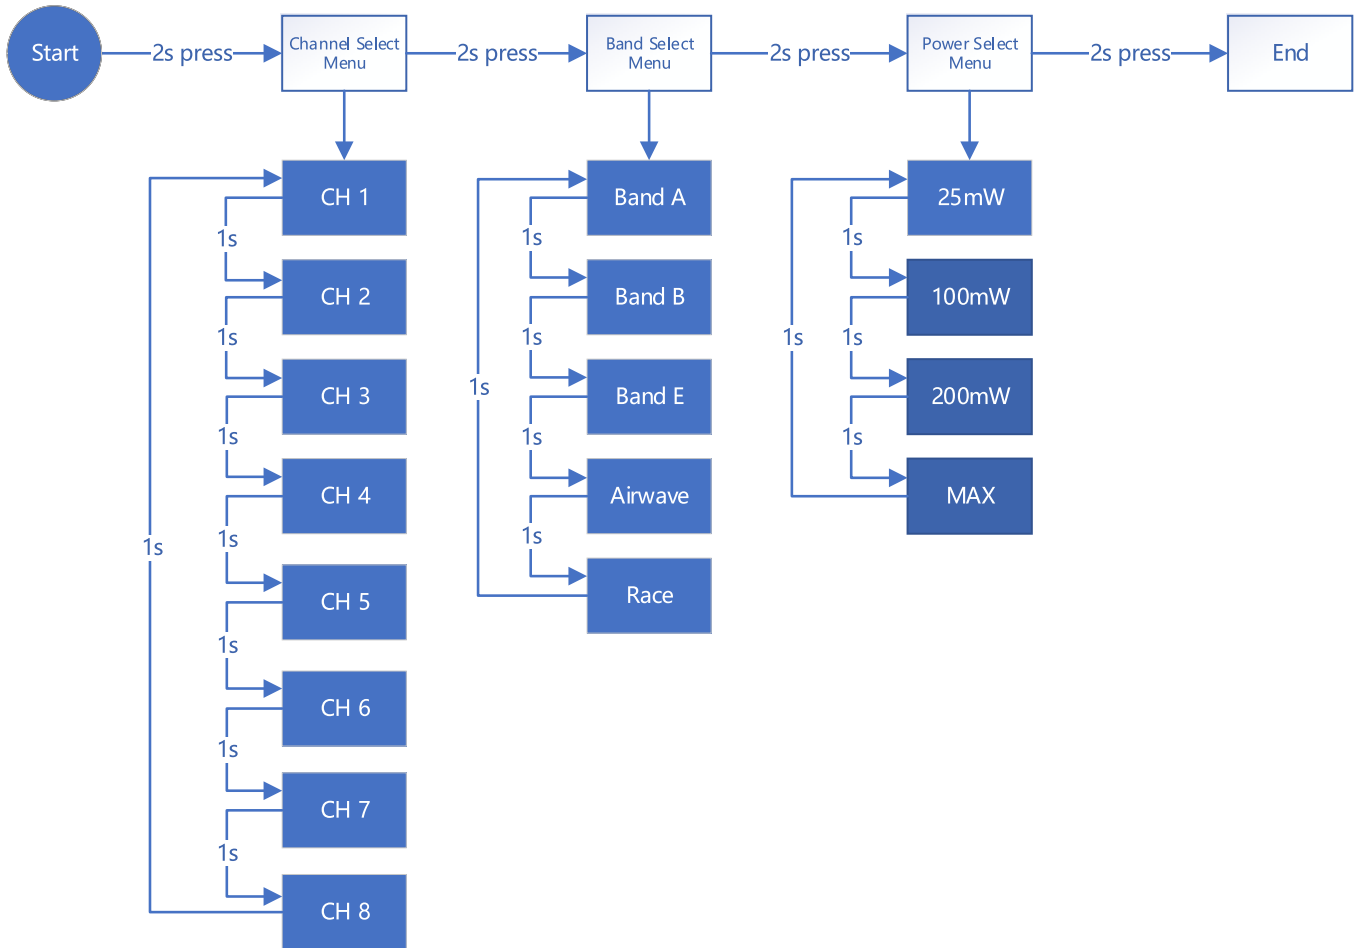 Start
2s press
Channel Select
Menu
2s press
Band Select
Menu
2s press
Power Select
Menu
2s press
End
CH 1
1s
CH 2
1s
CH 3
1s
CH 4
1s
CH 5
1s
CH 6
1s
CH 7
1s
CH 8
1s
Band A
1s
Band B
1s
Band E
1s
Airwave
1s
Race
1s
25mW
1s
100mW
1s
200mW
1s
MAX
1s